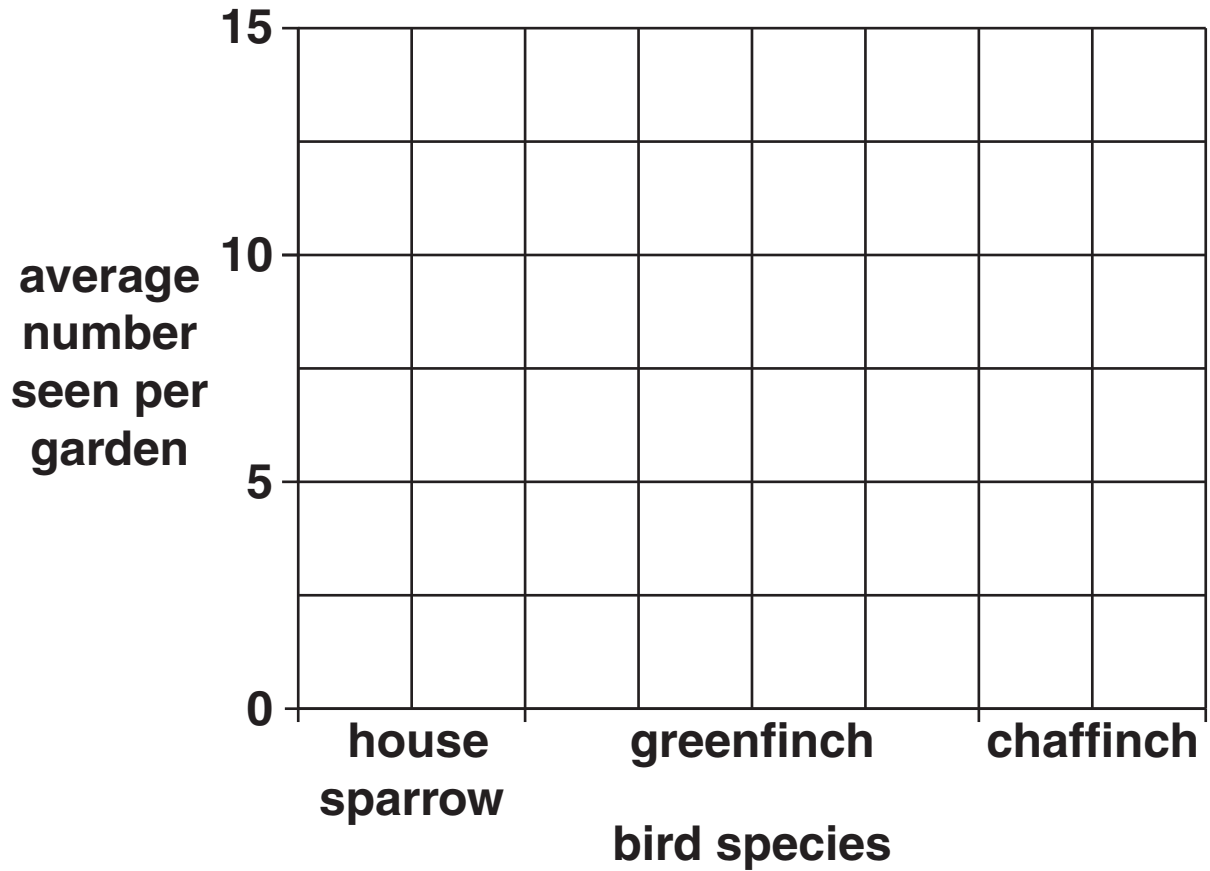 15
10
5
0
average
number
seen per
garden
house
sparrow
greenfinch
chaffinch
bird species